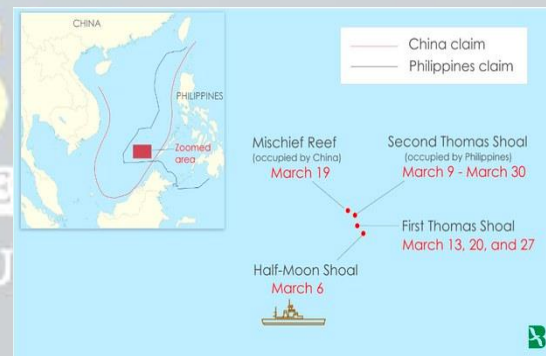 CHINA
PHILIPPINES
Zoomed
area
China claim
Philippines claim
Mischief Reef
(occupied by China)
March 19
Second Thomas Shoal
(occupied by Philippines)
March 9 - March 30
First Thomas Shoal
March 13, 20, and 27
Half-Moon Shoal
March 6